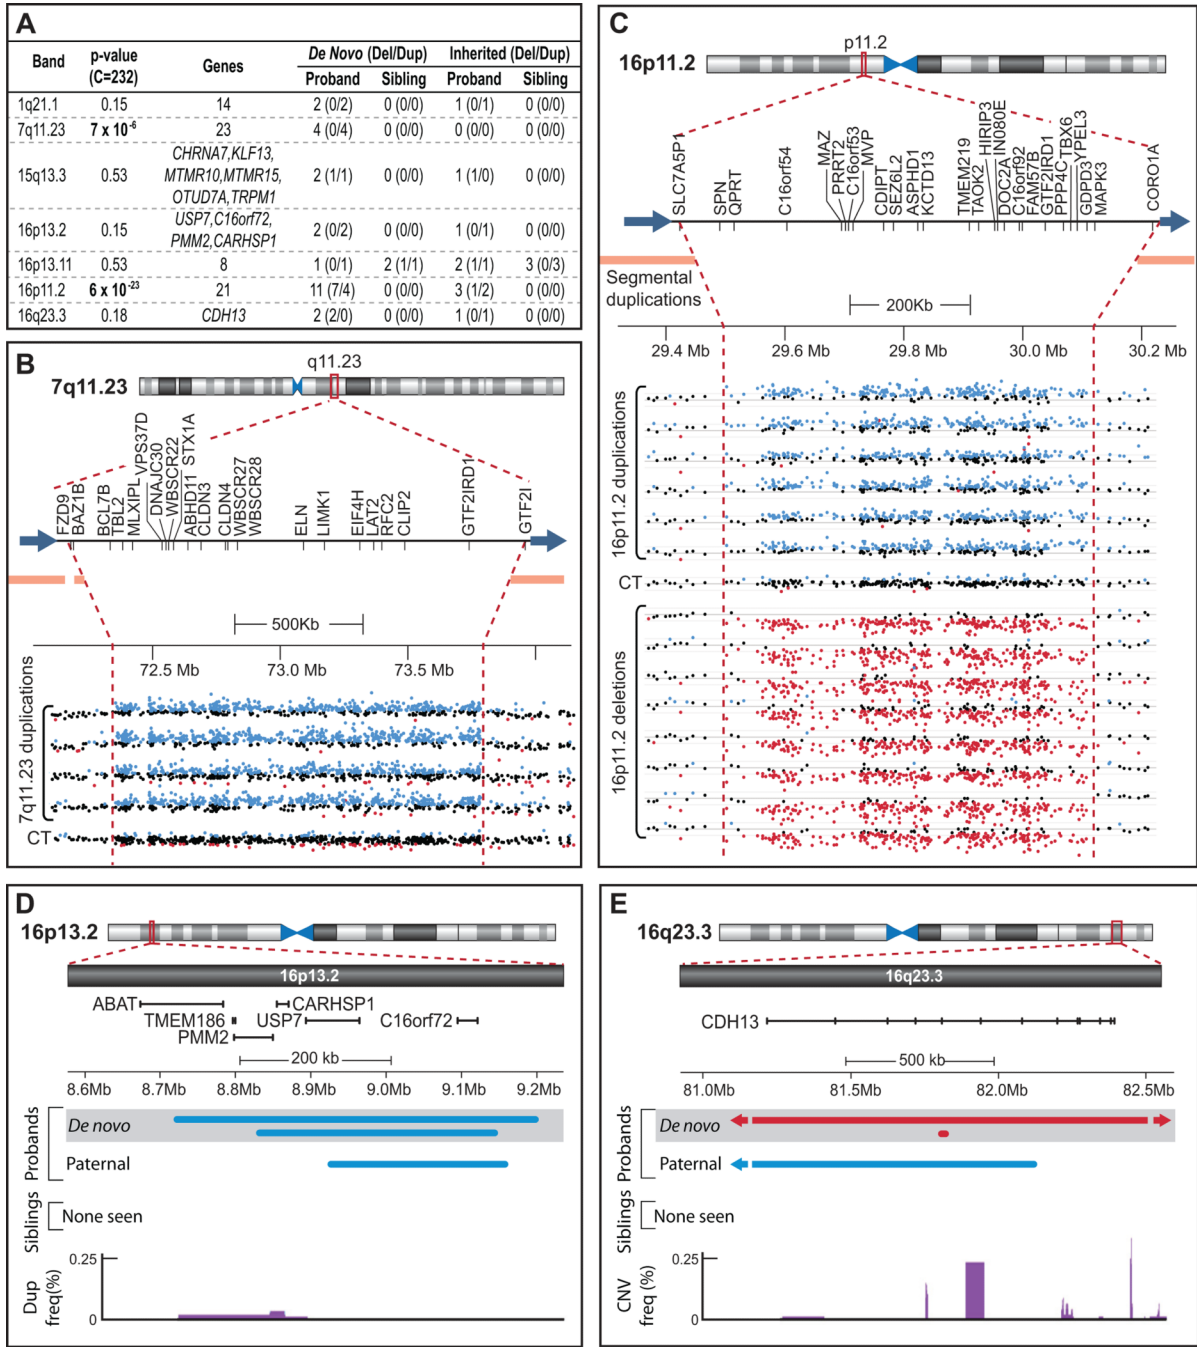 A
Band p-value (C=232) Genes De Novo (Del/Dup) Inherited (Del/Dup)
Proband Sibling Proband Sibling
1q21.1 0.15 14 2 (0/2) 0 (0/0) 1 (0/1) 0 (0/0)
7q11.23 7 x 10-6 23 4 (0/4) 0 (0/0) 0 (0/0) 0 (0/0)
15q13.3 0.53 CHRNA7,KLF13, MTMR10,MTMR15, OTUD7A,TRPM1 2 (1/1) 0 (0/0) 1 (1/0) 0 (0/0)
16p13.2 0.15 USP7,C16orf72, PMM2,CARHSP1 2 (0/2) 0 (0/0) 1 (0/1) 0 (0/0)
16p13.11 0.53 8 1 (0/1) 2 (1/1) 2 (1/1) 3 (0/3)
16p11.2 6 x 10-23 21 11 (7/4) 0 (0/0) 3 (1/2) 0 (0/0)
16q23.3 0.18 CDH13 2 (2/0) 0 (0/0) 1 (0/1) 0 (0/0)
B
q11.23
7q11.23
FZD9
BAZ1B
BCL7B
TBL2
MLXIPL
VPS37D
DNAJC30
WBSCR22
ABHD11
STX1A
CLDN3
CLDN4
WBSCR27
WBSCR28
ELN
LIMK1
EIF4H
LAT2
RFC2
CLIP2
GTF2IRD1
GTF2I
500Kb
72.5 Mb 73.0 Mb 73.5 Mb
7q11.23 duplications
CT
C
p11.2
16p11.2
SLC7A5P1
SPN
QPRT
C16orf54
MAZ
PRRT2
C16orf53
MVP
CDIPT
SEZ6L2
ASPHD1
KCTD13
TMEM219
TAOK2
HIRIP3
IN080E
DOC2A
C16orf92
FAM57B
GTF2IRD1
PPP4C
TBX6
YPEL3
GDPD3
MAPK3
CORO1A
Segmental
duplications
200Kb
29.4 Mb 29.6 Mb 29.8 Mb 30.0 Mb 30.2 Mb
16p11.2 duplications
CT
16p11.2 deletions
D
16p13.2
16p13.2
ABAT CARHSP1
TMEM186 USP7 C16orf72
PMM2
200 kb
8.6Mb 8.7Mb 8.8Mb 8.9Mb 9.0Mb 9.1Mb 9.2Mb
Probands
De novo
Paternal
Siblings
None seen
Dup
freq(%)
0.25
0
E
16q23.3
16q23.3
CDH13
500 kb
81.0Mb 81.5Mb 82.0Mb 82.5Mb
Probands
De novo
Paternal
Siblings
None seen
CNV
freq (%)
0.25
0